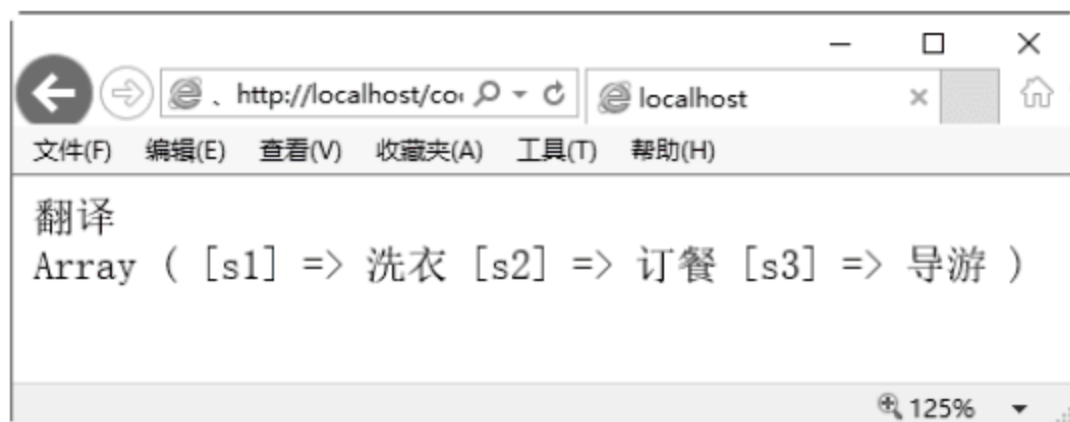 、 http://localhost/co
localhost
文件(F) 编辑(E) 查看(V) 收藏夹(A) 工具(T) 帮助(H)
翻译
Array ( [s1] => 洗衣 [s2] => 订餐 [s3] => 导游 )
125%